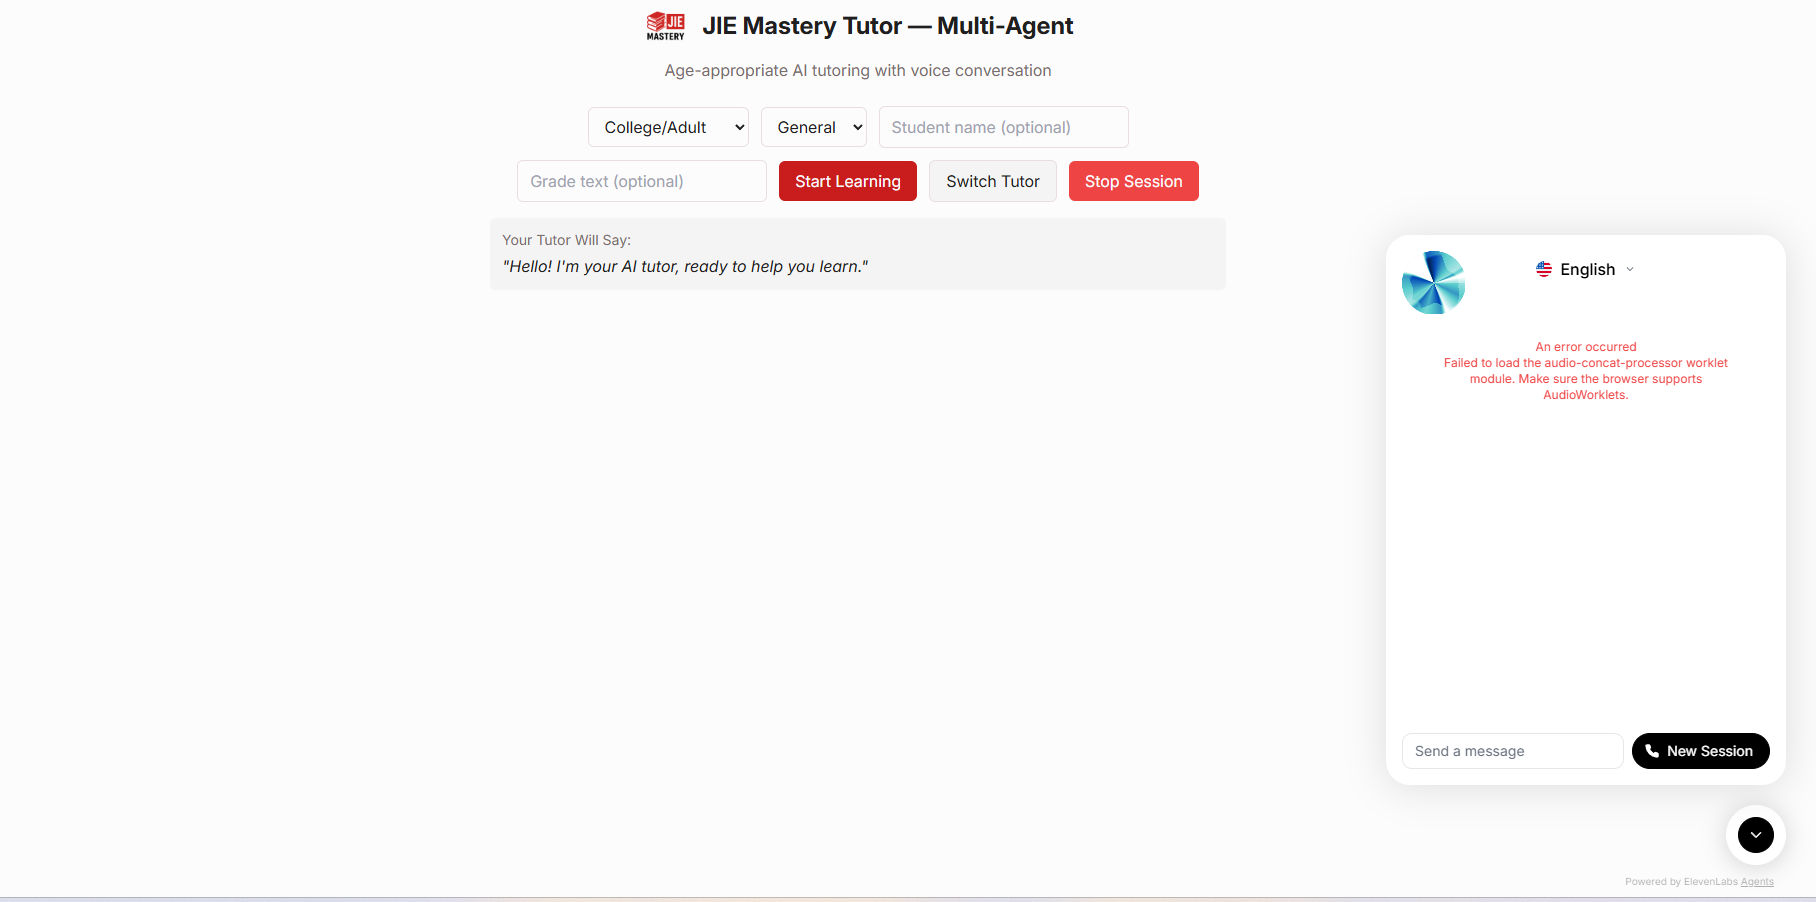 JIE
MASTERY
JIE Mastery Tutor — Multi-Agent
Age-appropriate AI tutoring with voice conversation
College/Adult
General
Student name (optional)
Grade text (optional)
Start Learning
Switch Tutor
Stop Session
Your Tutor Will Say:
"Hello! I'm your AI tutor, ready to help you learn."
English
An error occurred
Failed to load the audio-concat-processor worklet
module. Make sure the browser supports
AudioWorklets.
Send a message
New Session
Powered by ElevenLabs Agents